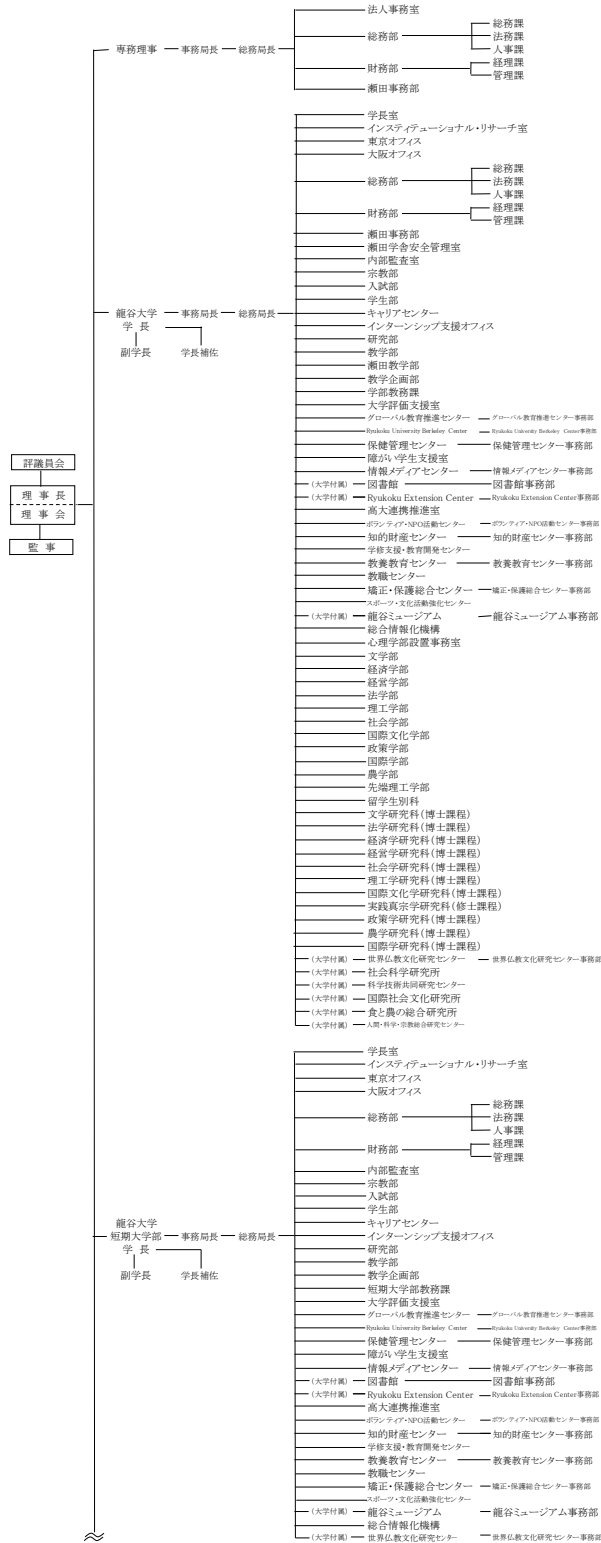 法人事務室
総務部
総務課
法務課
人事課
専務理事 事務局長 総務局長
財務部
経理課
管理課
瀬田事務部
学長室
インスティテューショナル・リサーチ室
東京オフィス
大阪オフィス
総務部
総務課
法務課
人事課
財務部
経理課
管理課
瀬田事務部
瀬田学舎安全管理室
内部監査室
宗教部
入試部
学生部
龍谷大学 事務局長 総務局長 キャリアセンター
学 長 インターンシップ支援オフィス
研究部
副学長 学長補佐 教学部
瀬田教学部
教学企画部
学部教務課
大学評価支援室
グローバル教育推進センター グローバル教育推進センター事務部
Ryukoku University Berkeley Center Ryukoku University Berkeley Center事務部
保健管理センター 保健管理センター事務部
障がい学生支援室
評議員会
情報メディアセンター 情報メディアセンター事務部
(大学付属) 図書館 図書館事務部
理 事 長
(大学付属) Ryukoku Extension Center Ryukoku Extension Center事務部
高大連携推進室
理 事 会
ボランティア・NPO活動センター ボランティア・NPO活動センター事務部
知的財産センター 知的財産センター事務部
監 事
学修支援・教育開発センター
教養教育センター 教養教育センター事務部
教職センター
矯正・保護総合センター 矯正・保護総合センター事務部
スポーツ・文化活動強化センター
(大学付属) 龍谷ミュージアム 龍谷ミュージアム事務部
総合情報化機構
心理学部設置事務室
文学部
経済学部
経営学部
法学部
理工学部
社会学部
国際文化学部
政策学部
国際学部
農学部
先端理工学部
留学生別科
文学研究科(博士課程)
法学研究科(博士課程)
経済学研究科(博士課程)
経営学研究科(博士課程)
社会学研究科(博士課程)
理工学研究科(博士課程)
国際文化学研究科(博士課程)
実践真宗学研究科(修士課程)
政策学研究科(博士課程)
農学研究科(博士課程)
国際学研究科(博士課程)
(大学付属) 世界仏教文化研究センター 世界仏教文化研究センター事務部
(大学付属) 社会科学研究所
(大学付属) 科学技術共同研究センター
(大学付属) 国際社会文化研究所
(大学付属) 食と農の総合研究所
(大学付属) 人間・科学・宗教総合研究センター
学長室
インスティテューショナル・リサーチ室
東京オフィス
大阪オフィス
総務部
総務課
法務課
人事課
財務部
経理課
管理課
内部監査室
宗教部
入試部
学生部
龍谷大学 キャリアセンター
短期大学部 事務局長 総務局長 インターンシップ支援オフィス
学 長 研究部
教学部
副学長 学長補佐 教学企画部
短期大学部教務課
大学評価支援室
グローバル教育推進センター グローバル教育推進センター事務部
Ryukoku University Berkeley Center Ryukoku University Berkeley Center事務部
保健管理センター 保健管理センター事務部
障がい学生支援室
情報メディアセンター 情報メディアセンター事務部
(大学付属) 図書館 図書館事務部
(大学付属) Ryukoku Extension Center Ryukoku Extension Center事務部
高大連携推進室
ボランティア・NPO活動センター ボランティア・NPO活動センター事務部
知的財産センター 知的財産センター事務部
学修支援・教育開発センター
教養教育センター 教養教育センター事務部
教職センター
矯正・保護総合センター 矯正・保護総合センター事務部
スポーツ・文化活動強化センター
(大学付属) 龍谷ミュージアム 龍谷ミュージアム事務部
総合情報化機構
(大学付属) 世界仏教文化研究センター 世界仏教文化研究センター事務部